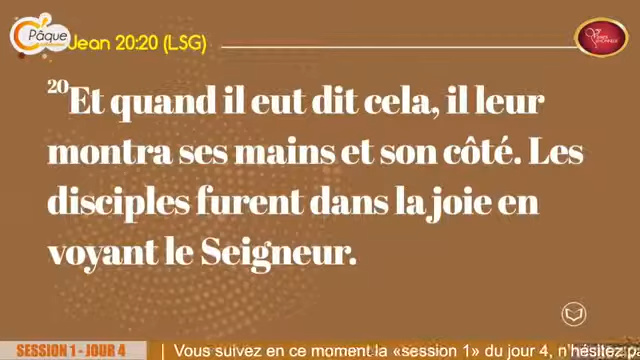 Pâque
Jean 20:20 (LSG)
20Et quand il eut dit cela, il leur
montra ses mains et son côté. Les
disciples furent dans la joie en
voyant le Seigneur.
SESSION 1 - JOUR 4
| Vous suivez en ce moment la «session 1» du jour 4, n'hésitez pa